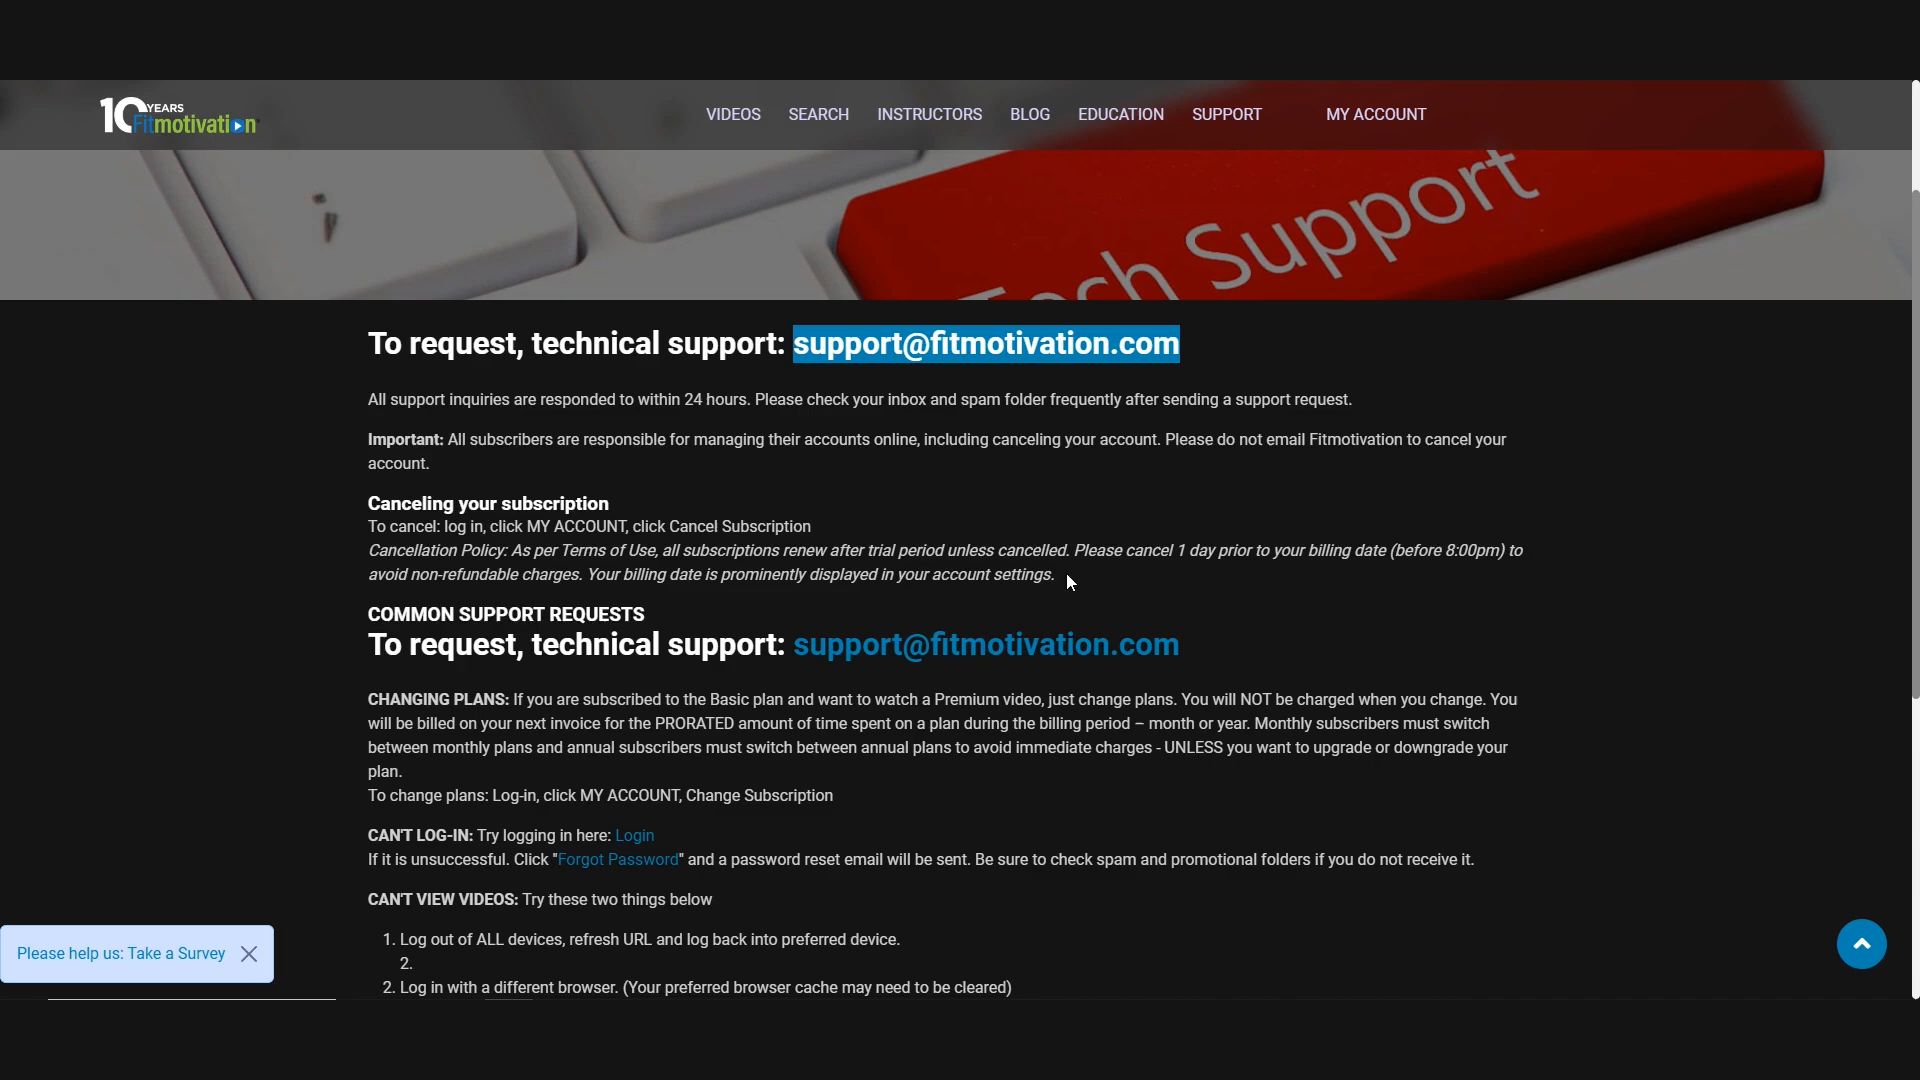 10 YEARS
Fitmotivation
VIDEOS SEARCH INSTRUCTORS BLOG EDUCATION SUPPORT MY ACCOUNT
Tech Support
To request, technical support: support@fitmotivation.com
All support inquiries are responded to within 24 hours. Please check your inbox and spam folder frequently after sending a support request.
Important: All subscribers are responsible for managing their accounts online, including canceling your account. Please do not email Fitmotivation to cancel your
account.
Canceling your subscription
To cancel: log in, click MY ACCOUNT, click Cancel Subscription
Cancellation Policy: As per Terms of Use, all subscriptions renew after trial period unless cancelled. Please cancel 1 day prior to your billing date (before 8:00pm) to
avoid non-refundable charges. Your billing date is prominently displayed in your account settings.
COMMON SUPPORT REQUESTS
To request, technical support: support@fitmotivation.com
CHANGING PLANS: If you are subscribed to the Basic plan and want to watch a Premium video, just change plans. You will NOT be charged when you change. You
will be billed on your next invoice for the PRORATED amount of time spent on a plan during the billing period – month or year. Monthly subscribers must switch
between monthly plans and annual subscribers must switch between annual plans to avoid immediate charges - UNLESS you want to upgrade or downgrade your
plan.
To change plans: Log-in, click MY ACCOUNT, Change Subscription
CAN'T LOG-IN: Try logging in here: Login
If it is unsuccessful. Click "Forgot Password" and a password reset email will be sent. Be sure to check spam and promotional folders if you do not receive it.
CAN'T VIEW VIDEOS: Try these two things below
1. Log out of ALL devices, refresh URL and log back into preferred device.
2.
2. Log in with a different browser. (Your preferred browser cache may need to be cleared)
Please help us: Take a Survey